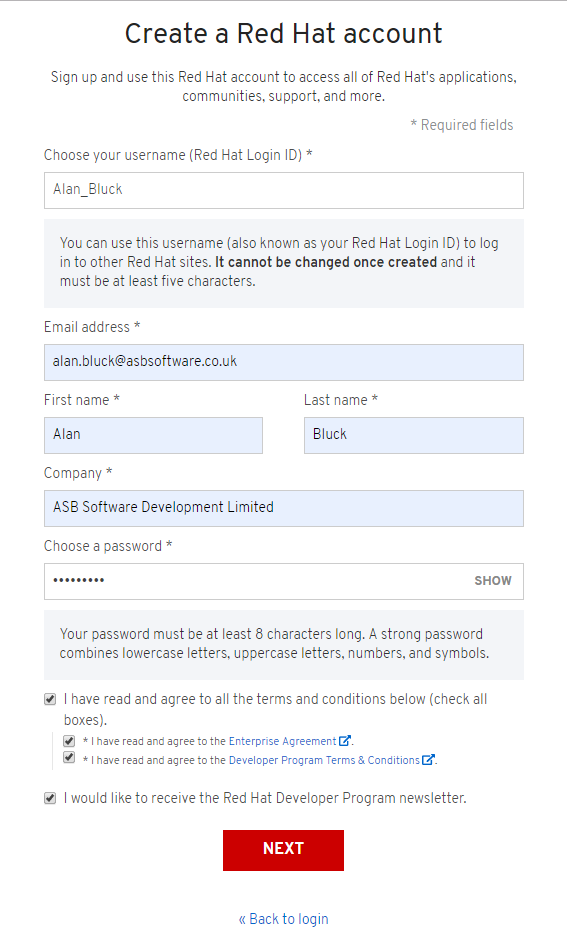 Create a Red Hat account
Sign up and use this Red Hat account to access all of Red Hat's applications,
communities, support, and more.
* Required fields
Choose your username (Red Hat Login ID) *
Alan_Bluck
You can use this username (also known as your Red Hat Login ID) to log
in to other Red Hat sites. It cannot be changed once created and it
must be at least five characters.
Email address *
alan.bluck@asbsoftware.co.uk
First name * Last name *
Alan Bluck
Company *
ASB Software Development Limited
Choose a password *
••••••••• SHOW
Your password must be at least 8 characters long. A strong password
combines lowercase letters, uppercase letters, numbers, and symbols.
I have read and agree to all the terms and conditions below (check all
boxes).
* I have read and agree to the Enterprise Agreement.
* I have read and agree to the Developer Program Terms & Conditions.
I would like to receive the Red Hat Developer Program newsletter.
NEXT
« Back to login